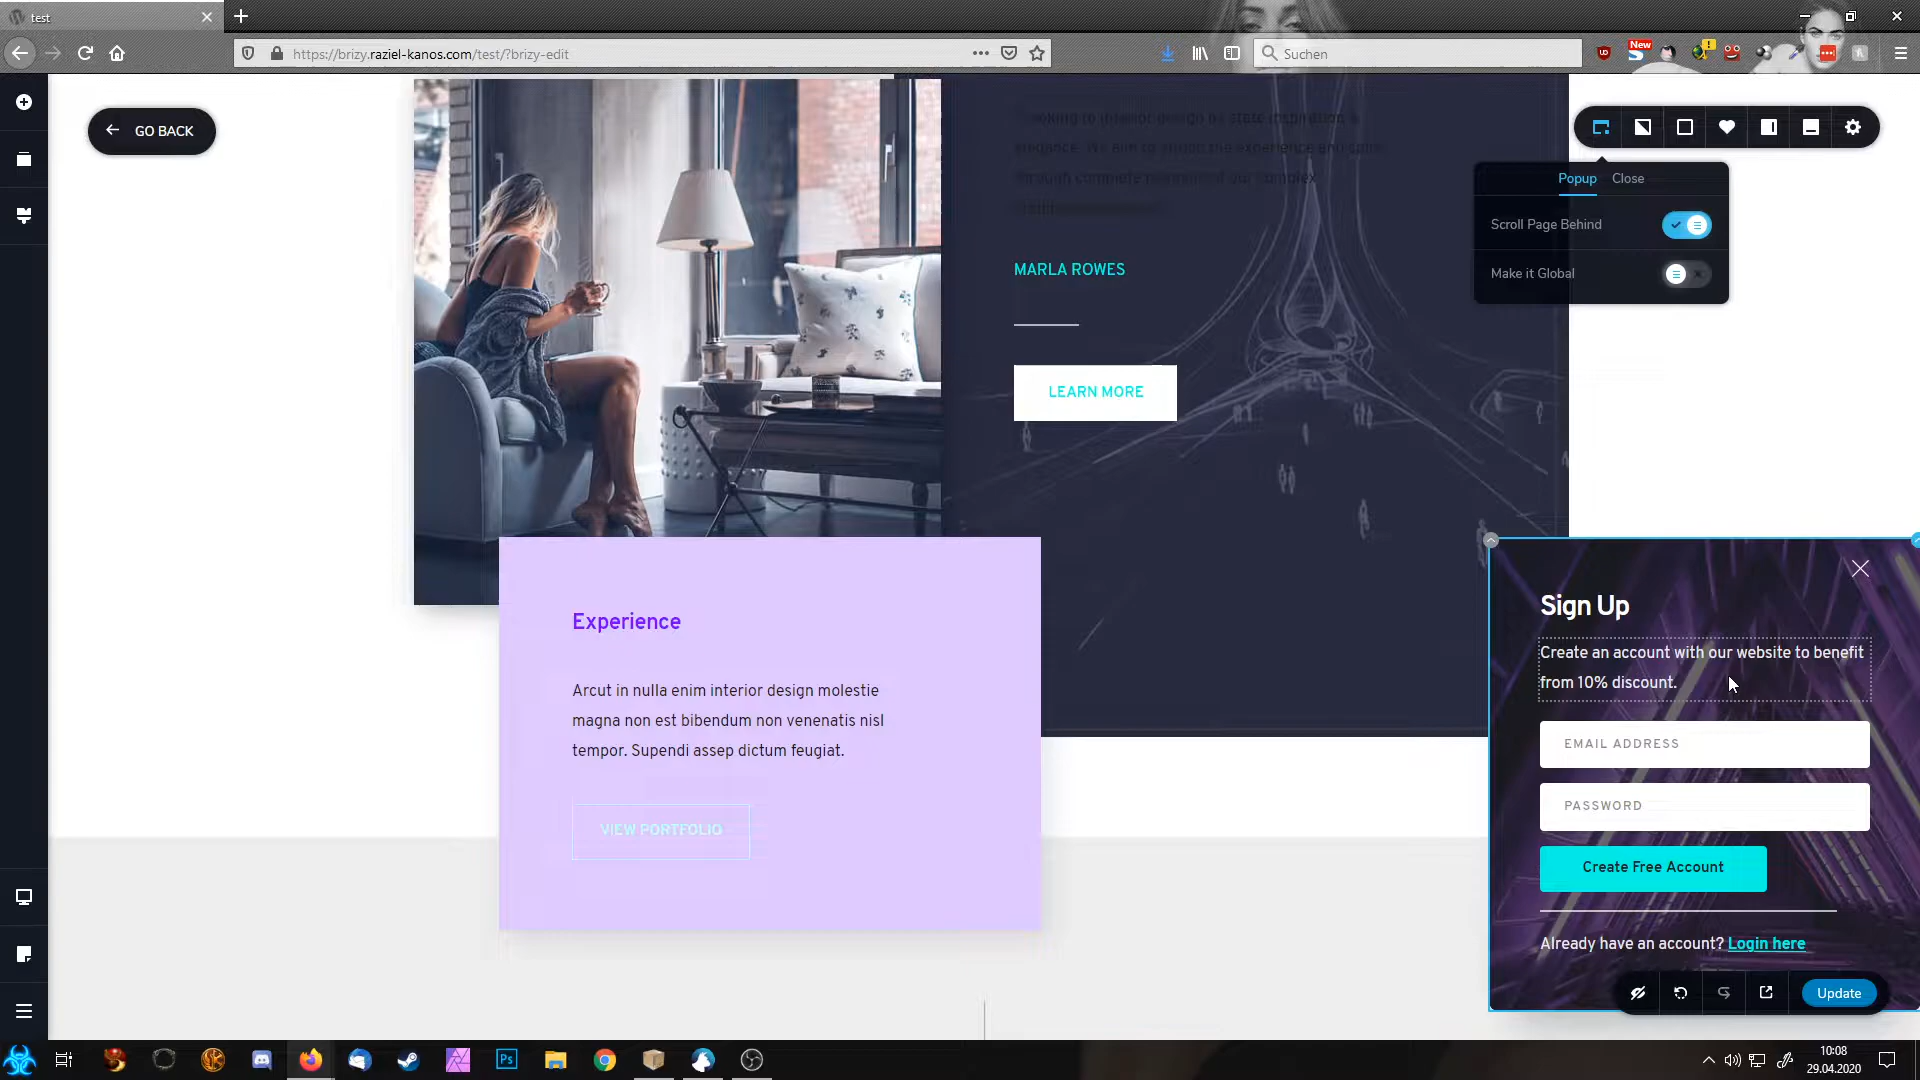 test
https://brizy.raziel-kanos.com/test/?brizy-edit
Suchen
New
GO BACK
Popup
Close
Scroll Page Behind
Make it Global
MARLA ROWES
LEARN MORE
Experience
Arcut in nulla enim interior design molestie
magna non est bibendum non venenatis nisl
tempor. Supendi assep dictum feugiat.
VIEW PORTFOLIO
Sign Up
Create an account with our website to benefit
from 10% discount.
EMAIL ADDRESS
PASSWORD
Create Free Account
Already have an account? Login here
Update
Ps
10:08
29.04.2020